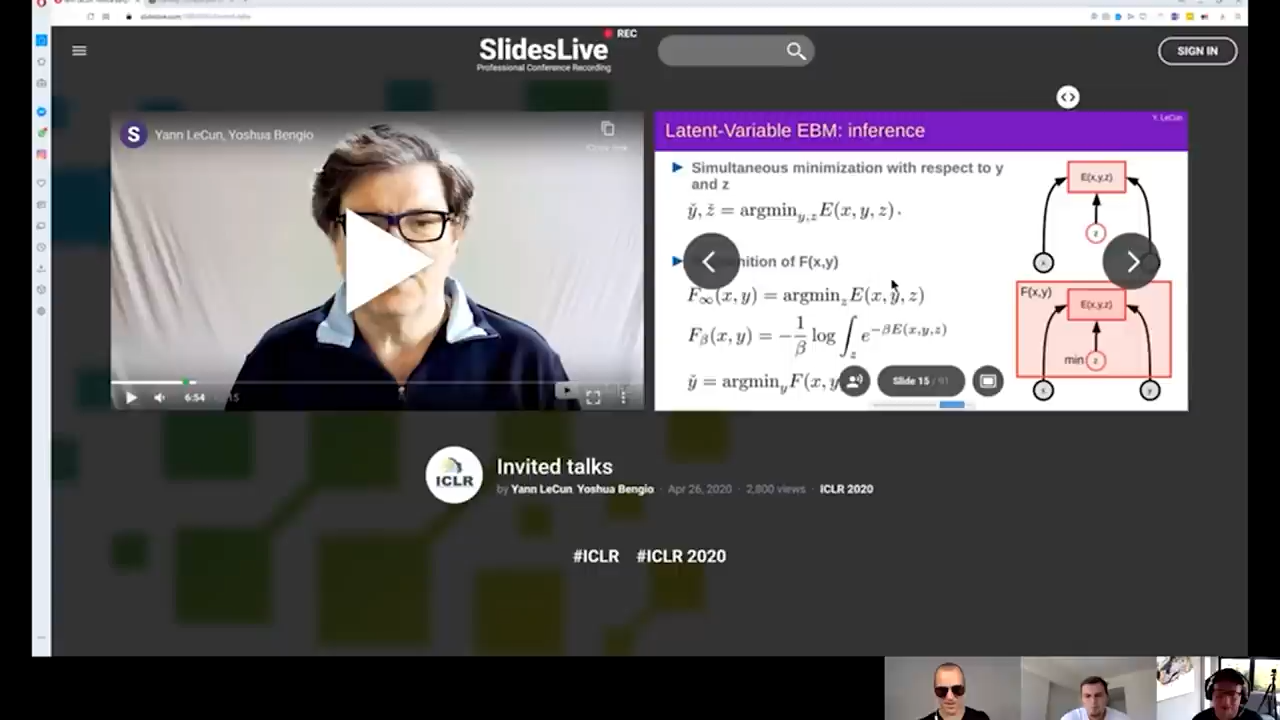 SlidesLive
REC
Professional Conference Recording
SIGN IN
S
Yann LeCun, Yoshua Bengio
6:54
Y. LeCun
Latent-Variable EBM: inference
Simultaneous minimization with respect to y
and z
y̌, ž = argmin_{y,z} E(x, y, z).
nition of F(x,y)
F_∞(x, y) = argmin_z E(x, y, z)
F_β(x, y) = −1/β log ∫_z e^{−βE(x,y,z)}
y̌ = argmin_y F(x, y
Slide 15 / 91
E(x,y,z)
z
x
F(x,y)
E(x,y,z)
min z
x
y
ICLR
Invited talks
by Yann LeCun Yoshua Bengio · Apr 26, 2020 · 2,800 views · ICLR 2020
#ICLR #ICLR 2020